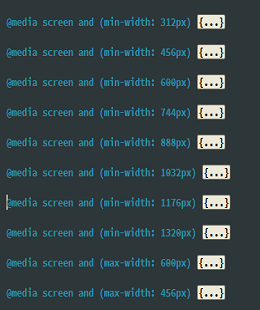 @media screen and (min-width: 312px) {...}
@media screen and (min-width: 456px) {...}
@media screen and (min-width: 600px) {...}
@media screen and (min-width: 744px) {...}
@media screen and (min-width: 888px) {...}
@media screen and (min-width: 1032px) {...}
@media screen and (min-width: 1176px) {...}
@media screen and (min-width: 1320px) {...}
@media screen and (max-width: 600px) {...}
@media screen and (max-width: 456px) {...}